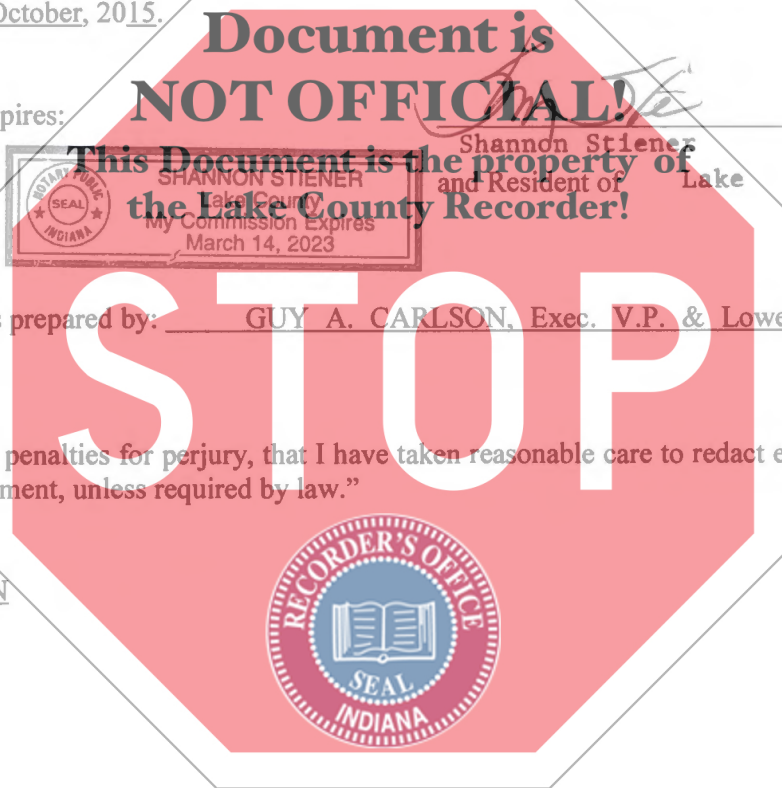 October, 2015.
Document is
NOT OFFICIAL!
pires:
Shannon Stiener
This Document is the property of
SHANNON STIENER
and Resident of Lake
NOTARY PUBLIC
SEAL
INDIANA
Lake County
the Lake County Recorder!
My Commission Expires
March 14, 2023
prepared by: GUY A. CARLSON, Exec. V.P. & Lowe
STOP
penalties for perjury, that I have taken reasonable care to redact e
ment, unless required by law.”
N
RECORDER'S OFFICE
SEAL
INDIANA